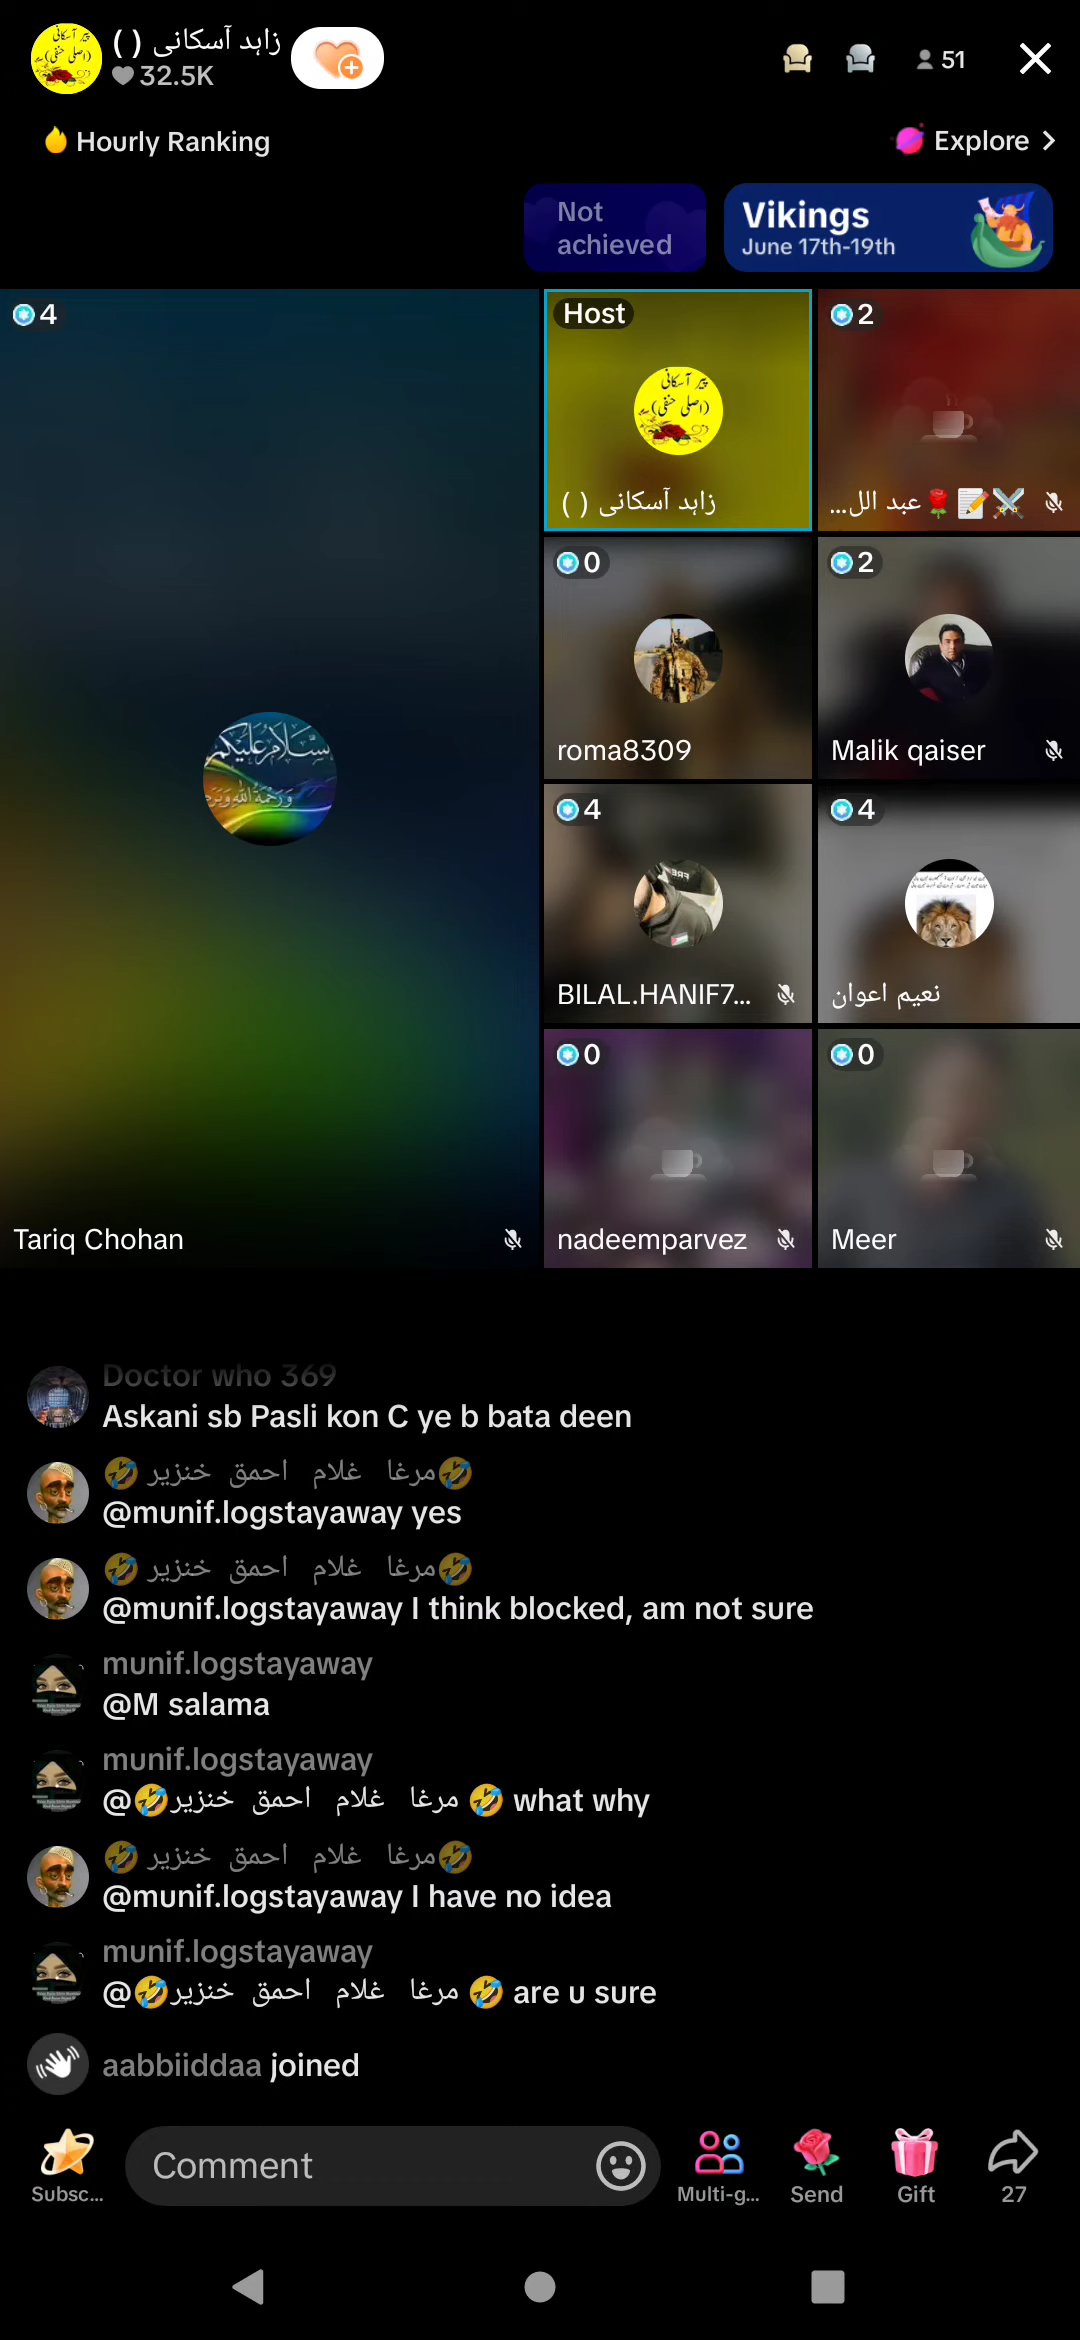 زاہد آسکانی ( )
32.5K
51
Hourly Ranking
Explore
Not
achieved
Vikings
June 17th-19th
4
Host
2
پیر آسکانی
(اصلی حنفی)
زاہد آسکانی ( )
عبد الل...
0
2
roma8309
Malik qaiser
4
4
BILAL.HANIF7...
نعیم اعوان
0
0
Tariq Chohan
nadeemparvez
Meer
Doctor who 369
Askani sb Pasli kon C ye b bata deen
🤣مرغا غلام احمق خنزیر 🤣
@munif.logstayaway yes
🤣مرغا غلام احمق خنزیر 🤣
@munif.logstayaway I think blocked, am not sure
munif.logstayaway
@M salama
munif.logstayaway
@🤣مرغا غلام احمق خنزیر 🤣 what why
🤣مرغا غلام احمق خنزیر 🤣
@munif.logstayaway I have no idea
munif.logstayaway
@🤣مرغا غلام احمق خنزیر 🤣 are u sure
aabbiiddaa joined
Comment
Subsc...
Multi-g...
Send
Gift
27